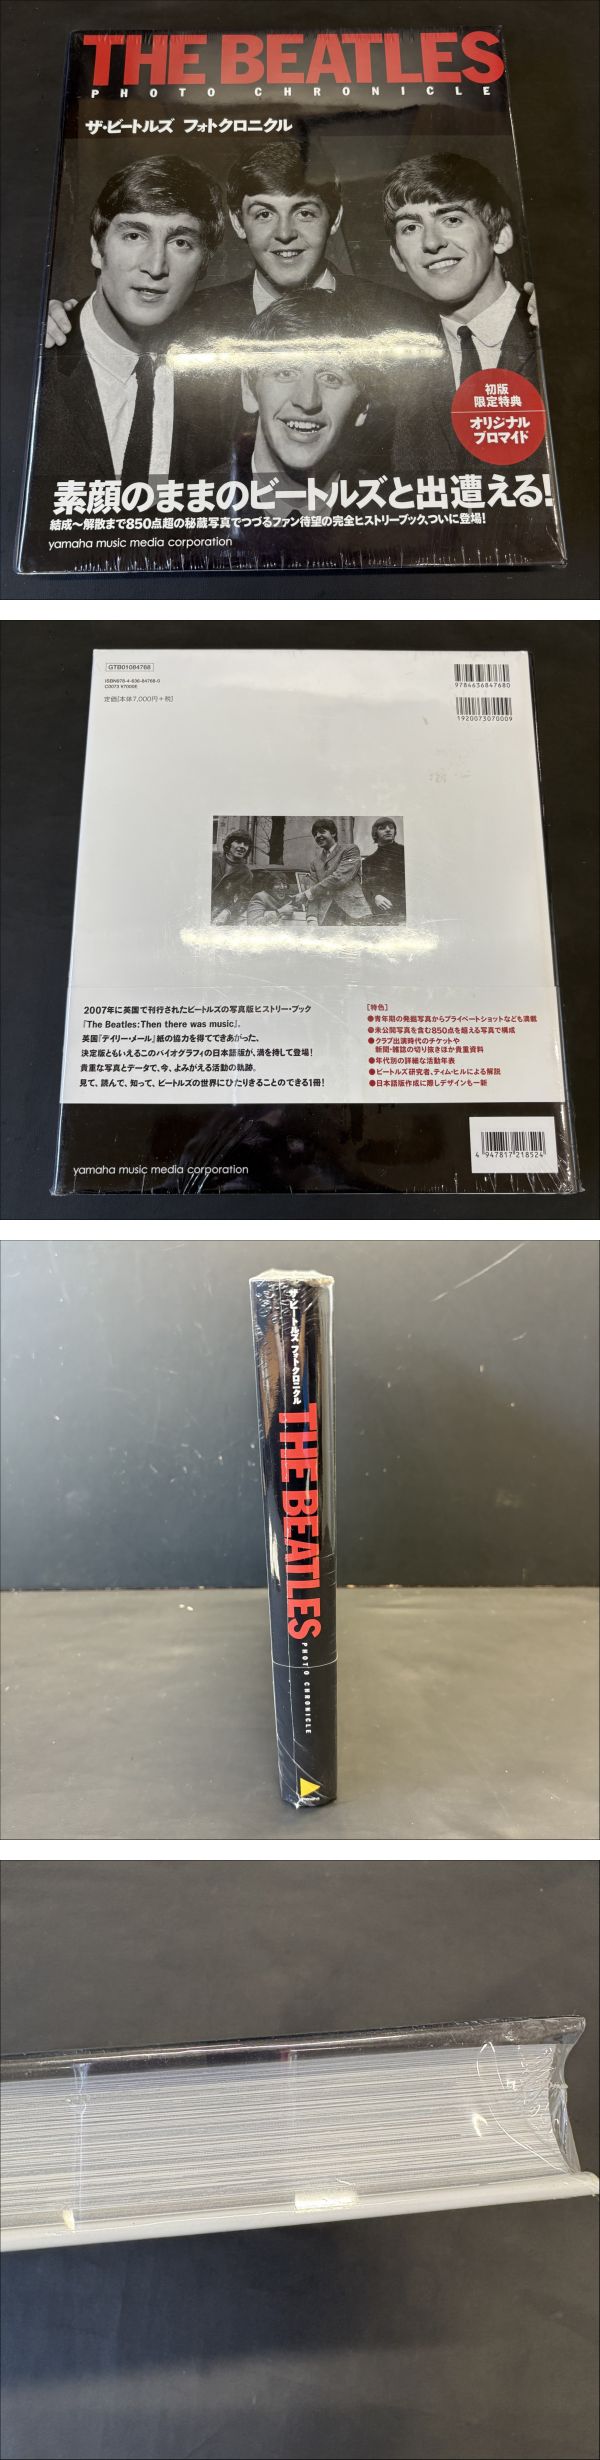 THE BEATLES
PHOTO CHRONICLE
ザ・ビートルズ フォトクロニクル
初版
限定特典
オリジナル
ブロマイド
素顔のままのビートルズと出遭える!
結成〜解散まで850点超の秘蔵写真でつづるファン待望の完全ヒストリーブック、ついに登場!
yamaha music media corporation
GTB01084768
ISBN978-4-636-84768-0
C0073 ¥7000E
定価[本体7,000円+税]
9784636847680
1920073070009
2007年に英国で刊行されたビートルズの写真版ヒストリー・ブック
『The Beatles:Then there was music』。
英国『デイリー・メール』紙の協力を得てできあがった、
決定版ともいえるこのバイオグラフィの日本語版が、満を持して登場!
貴重な写真とデータで、今、よみがえる活動の軌跡。
見て、読んで、知って、ビートルズの世界にひたりきることのできる1冊!
[特色]
●青年期の発掘写真からプライベートショットなども満載
●未公開写真を含む850点を超える写真で構成
●クラブ出演時代のチケットや
新聞・雑誌の切り抜きほか貴重資料
●年代別の詳細な活動年表
●ビートルズ研究者、ティム・ヒルによる解説
●日本語版作成に際しデザインも一新
yamaha music media corporation
4947817218524
ザ・ビートルズ フォトクロニクル
THE BEATLES
PHOTO CHRONICLE